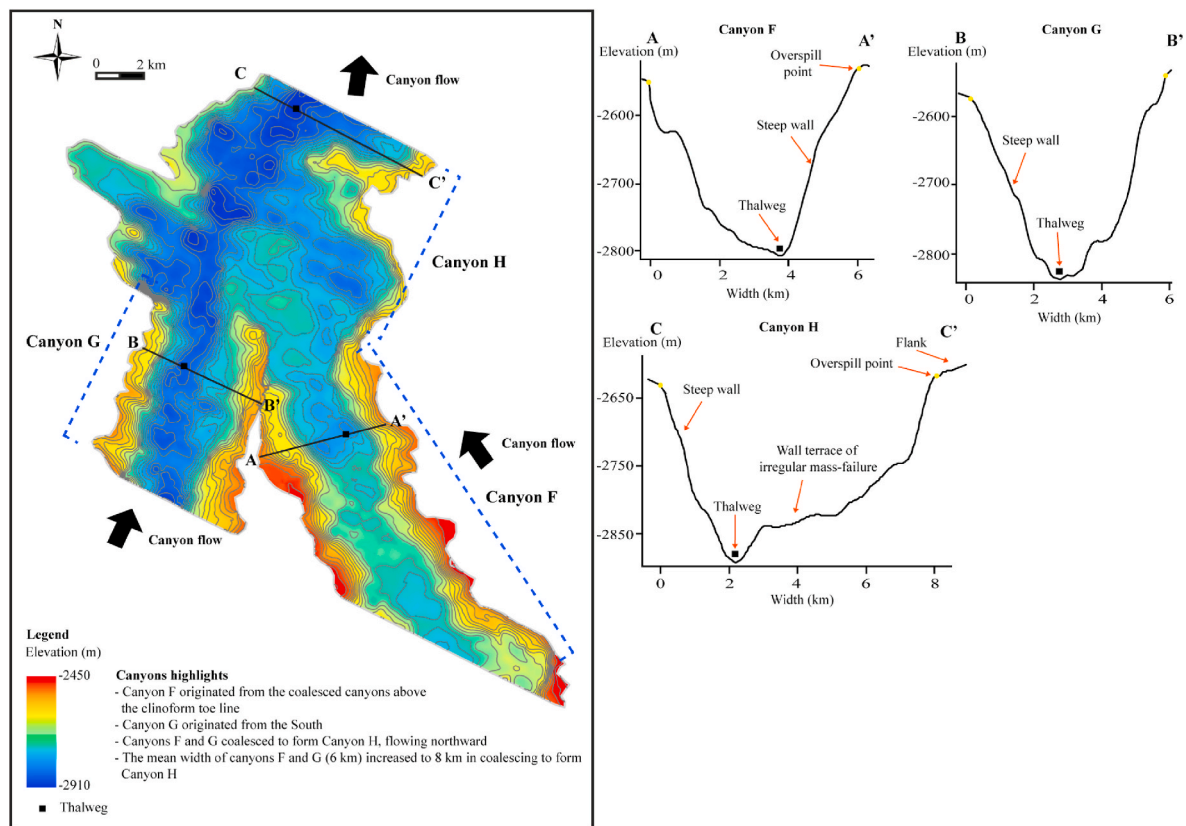 N
0 2 km
C
Canyon flow
C'
Canyon H
Canyon G
B
B'
A'
A
Canyon flow
Canyon F
Canyon flow
Legend
Elevation (m)
-2450
-2910
Thalweg
Canyons highlights
- Canyon F originated from the coalesced canyons above
the clinoform toe line
- Canyon G originated from the South
- Canyons F and G coalesced to form Canyon H, flowing northward
- The mean width of canyons F and G (6 km) increased to 8 km in coalescing to form
Canyon H
Canyon F
A A'
Elevation (m)
Overspill
point
-2600
Steep wall
-2700
Thalweg
-2800
0 2 4 6
Width (km)
Canyon G
B B'
Elevation (m)
-2600
Steep wall
-2700
Thalweg
-2800
0 2 4 6
Width (km)
C Canyon H C'
Elevation (m)
Flank
Overspill point
Steep wall
-2650
Wall terrace of
irregular mass-failure
-2750
Thalweg
-2850
0 2 4 6 8
Width (km)